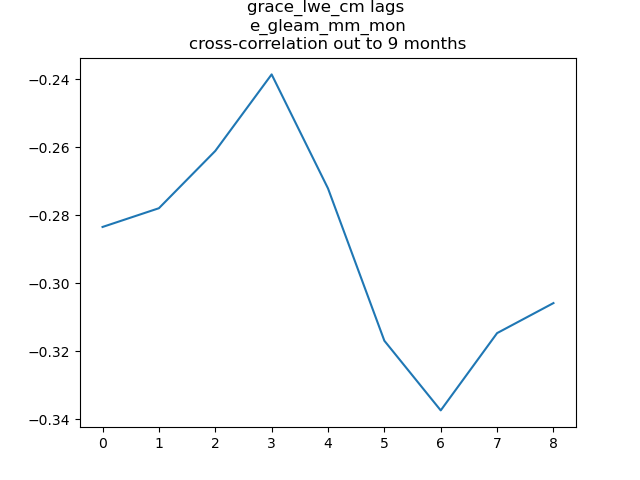 grace_lwe_cm lags
e_gleam_mm_mon
cross-correlation out to 9 months
−0.24
−0.26
−0.28
−0.30
−0.32
−0.34
0 1 2 3 4 5 6 7 8